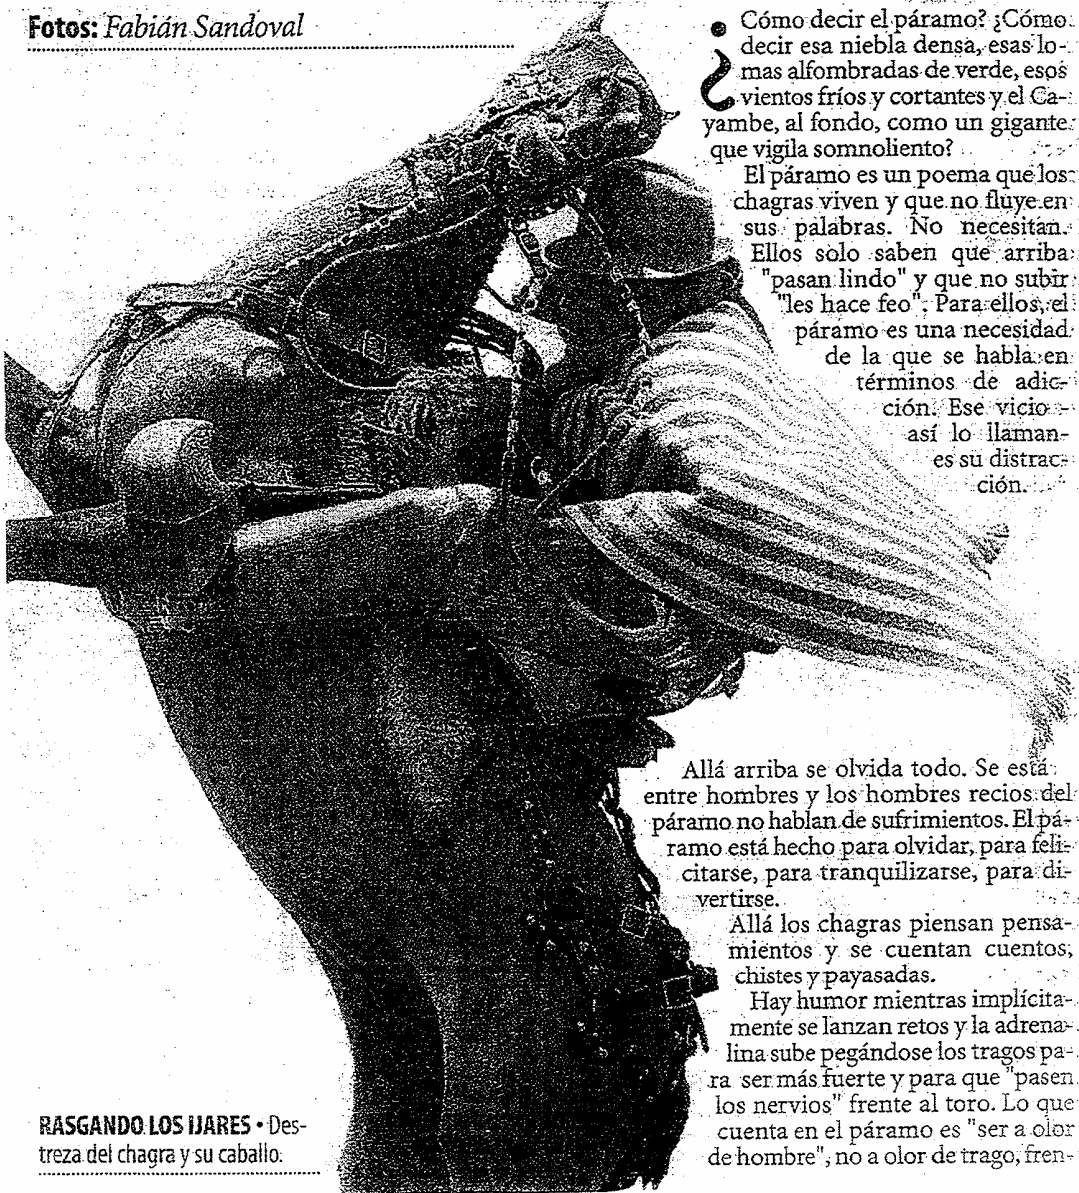 Fotos: Fabián Sandoval
¿Cómo decir el páramo? ¿Cómo
decir esa niebla densa, esas lo-
mas alfombradas de verde, esos
vientos fríos y cortantes y el Ca-
yambe, al fondo, como un gigante
que vigila somnoliento?
El páramo es un poema que los
chagras viven y que no fluye en
sus palabras. No necesitan.
Ellos solo saben que arriba
"pasan lindo" y que no subir
"les hace feo". Para ellos, el
páramo es una necesidad
de la que se habla en
términos de adic-
ción. Ese vicio -
así lo llaman-
es su distrac-
ción.
Allá arriba se olvida todo. Se está
entre hombres y los hombres recios del
páramo no hablan de sufrimientos. El pá-
ramo está hecho para olvidar, para feli-
citarse, para tranquilizarse, para di-
vertirse.
Allá los chagras piensan pensa-
mientos y se cuentan cuentos,
chistes y payasadas.
Hay humor mientras implícita-
mente se lanzan retos y la adrena-
lina sube pegándose los tragos pa-
ra ser más fuerte y para que "pasen
los nervios" frente al toro. Lo que
cuenta en el páramo es "ser a olor
de hombre", no a olor de trago, fren-
RASGANDO LOS IJARES • Des-
treza del chagra y su caballo.